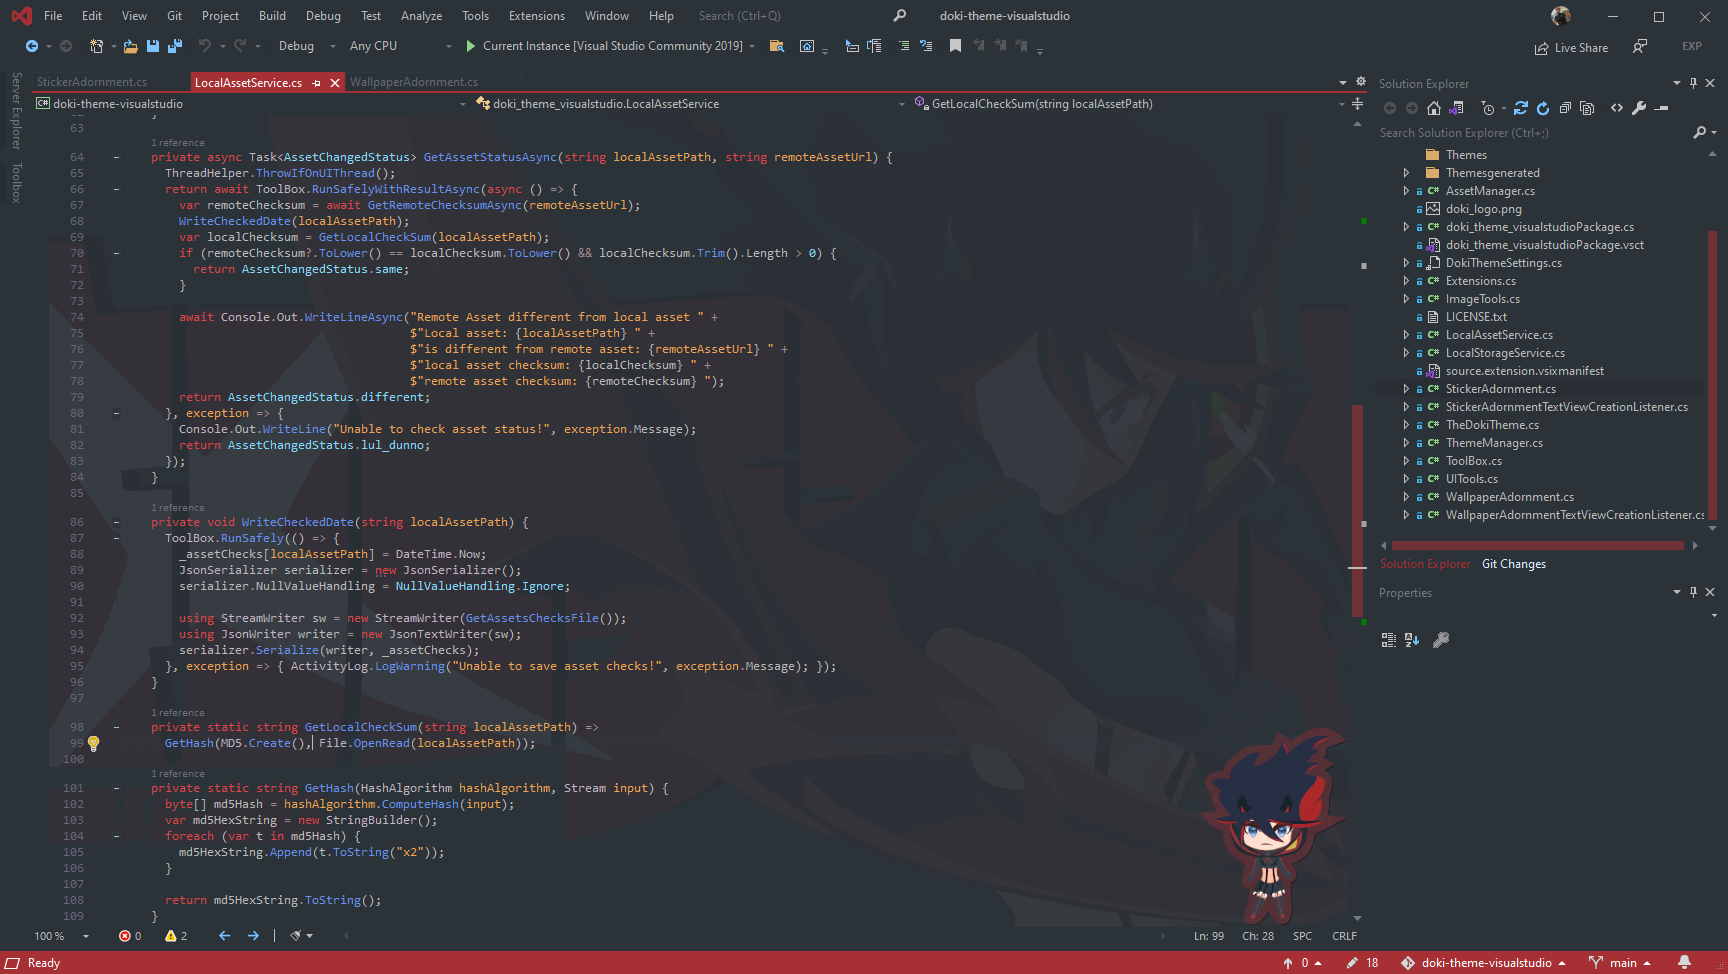 File Edit View Git Project Build Debug Test Analyze Tools Extensions Window Help Search (Ctrl+Q) doki-theme-visualstudio
Debug Any CPU Current Instance [Visual Studio Community 2019] Live Share EXP
Server Explorer
Toolbox
StickerAdornment.cs LocalAssetService.cs WallpaperAdornment.cs
doki-theme-visualstudio doki_theme_visualstudio.LocalAssetService GetLocalCheckSum(string localAssetPath)
63
1 reference
64 private async Task<AssetChangedStatus> GetAssetStatusAsync(string localAssetPath, string remoteAssetUrl) {
65 ThreadHelper.ThrowIfOnUIThread();
66 return await ToolBox.RunSafelyWithResultAsync(async () => {
67 var remoteChecksum = await GetRemoteChecksumAsync(remoteAssetUrl);
68 WriteCheckedDate(localAssetPath);
69 var localChecksum = GetLocalCheckSum(localAssetPath);
70 if (remoteChecksum?.ToLower() == localChecksum.ToLower() && localChecksum.Trim().Length > 0) {
71 return AssetChangedStatus.same;
72 }
73
74 await Console.Out.WriteLineAsync("Remote Asset different from local asset " +
75 $"Local asset: {localAssetPath} " +
76 $"is different from remote asset: {remoteAssetUrl} " +
77 $"local asset checksum: {localChecksum} " +
78 $"remote asset checksum: {remoteChecksum} ");
79 return AssetChangedStatus.different;
80 }, exception => {
81 Console.Out.WriteLine("Unable to check asset status!", exception.Message);
82 return AssetChangedStatus.lul_dunno;
83 });
84 }
85
1 reference
86 private void WriteCheckedDate(string localAssetPath) {
87 ToolBox.RunSafely(() => {
88 _assetChecks[localAssetPath] = DateTime.Now;
89 JsonSerializer serializer = new JsonSerializer();
90 serializer.NullValueHandling = NullValueHandling.Ignore;
91
92 using StreamWriter sw = new StreamWriter(GetAssetsChecksFile());
93 using JsonWriter writer = new JsonTextWriter(sw);
94 serializer.Serialize(writer, _assetChecks);
95 }, exception => { ActivityLog.LogWarning("Unable to save asset checks!", exception.Message); });
96 }
97
1 reference
98 private static string GetLocalCheckSum(string localAssetPath) =>
99 GetHash(MD5.Create(), File.OpenRead(localAssetPath));
100
1 reference
101 private static string GetHash(HashAlgorithm hashAlgorithm, Stream input) {
102 byte[] md5Hash = hashAlgorithm.ComputeHash(input);
103 var md5HexString = new StringBuilder();
104 foreach (var t in md5Hash) {
105 md5HexString.Append(t.ToString("x2"));
106 }
107
108 return md5HexString.ToString();
109 }
100 % 0 2 Ln: 99 Ch: 28 SPC CRLF
Solution Explorer
Search Solution Explorer (Ctrl+;)
Themes
Themesgenerated
C# AssetManager.cs
doki_logo.png
C# doki_theme_visualstudioPackage.cs
doki_theme_visualstudioPackage.vsct
DokiThemeSettings.cs
C# Extensions.cs
C# ImageTools.cs
LICENSE.txt
C# LocalAssetService.cs
C# LocalStorageService.cs
source.extension.vsixmanifest
C# StickerAdornment.cs
C# StickerAdornmentTextViewCreationListener.cs
C# TheDokiTheme.cs
C# ThemeManager.cs
C# ToolBox.cs
C# UITools.cs
C# WallpaperAdornment.cs
C# WallpaperAdornmentTextViewCreationListener.cs
Solution Explorer Git Changes
Properties
Ready 0 18 doki-theme-visualstudio main